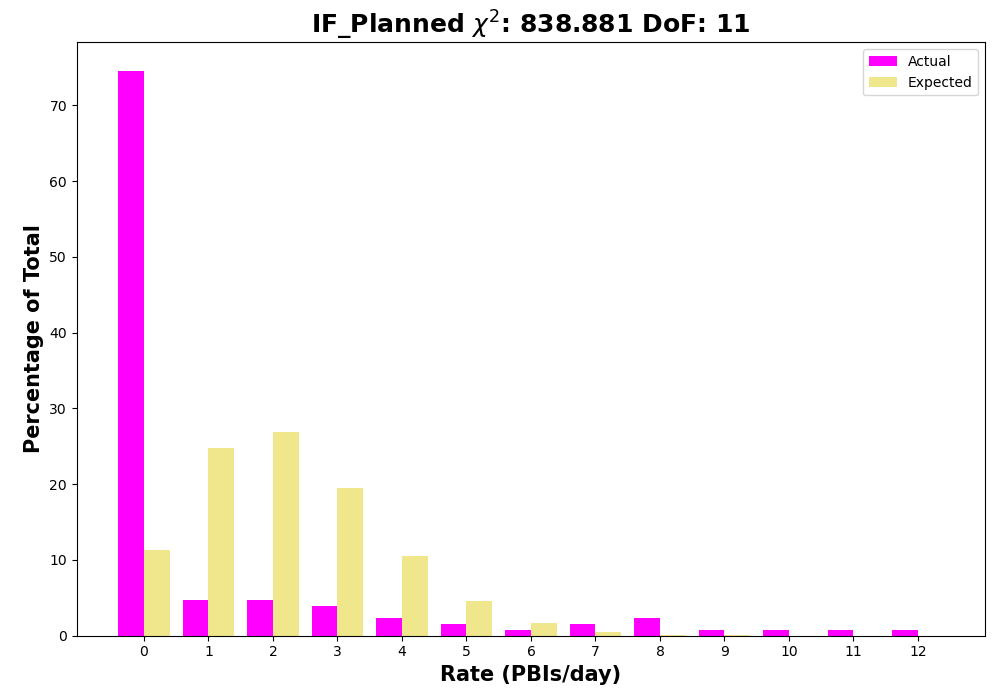 IF_Planned χ²: 838.881 DoF: 11
Actual
Expected
Percentage of Total
70
60
50
40
30
20
10
0
0 1 2 3 4 5 6 7 8 9 10 11 12
Rate (PBIs/day)